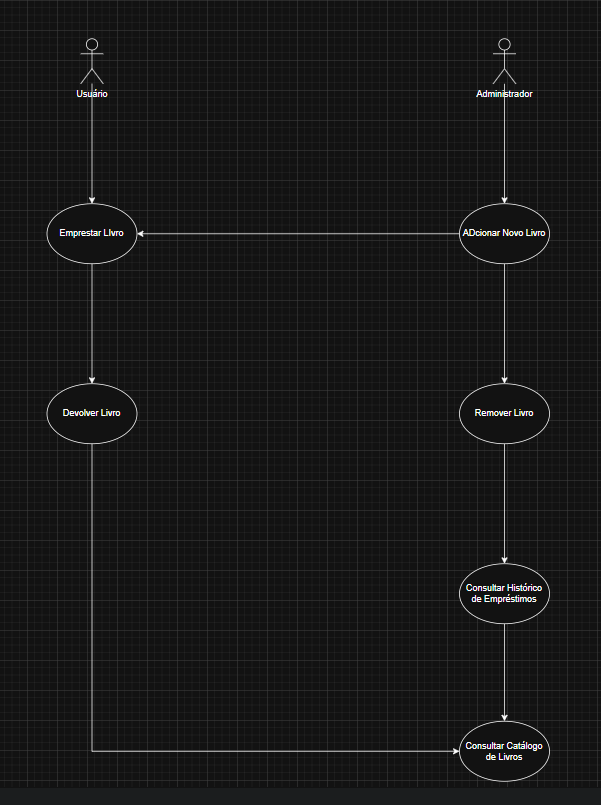 Usuário
Administrador
Emprestar LIvro
ADcionar Novo Livro
Devolver Livro
Remover Livro
Consultar Histórico
de Empréstimos
Consultar Catálogo
de Livros